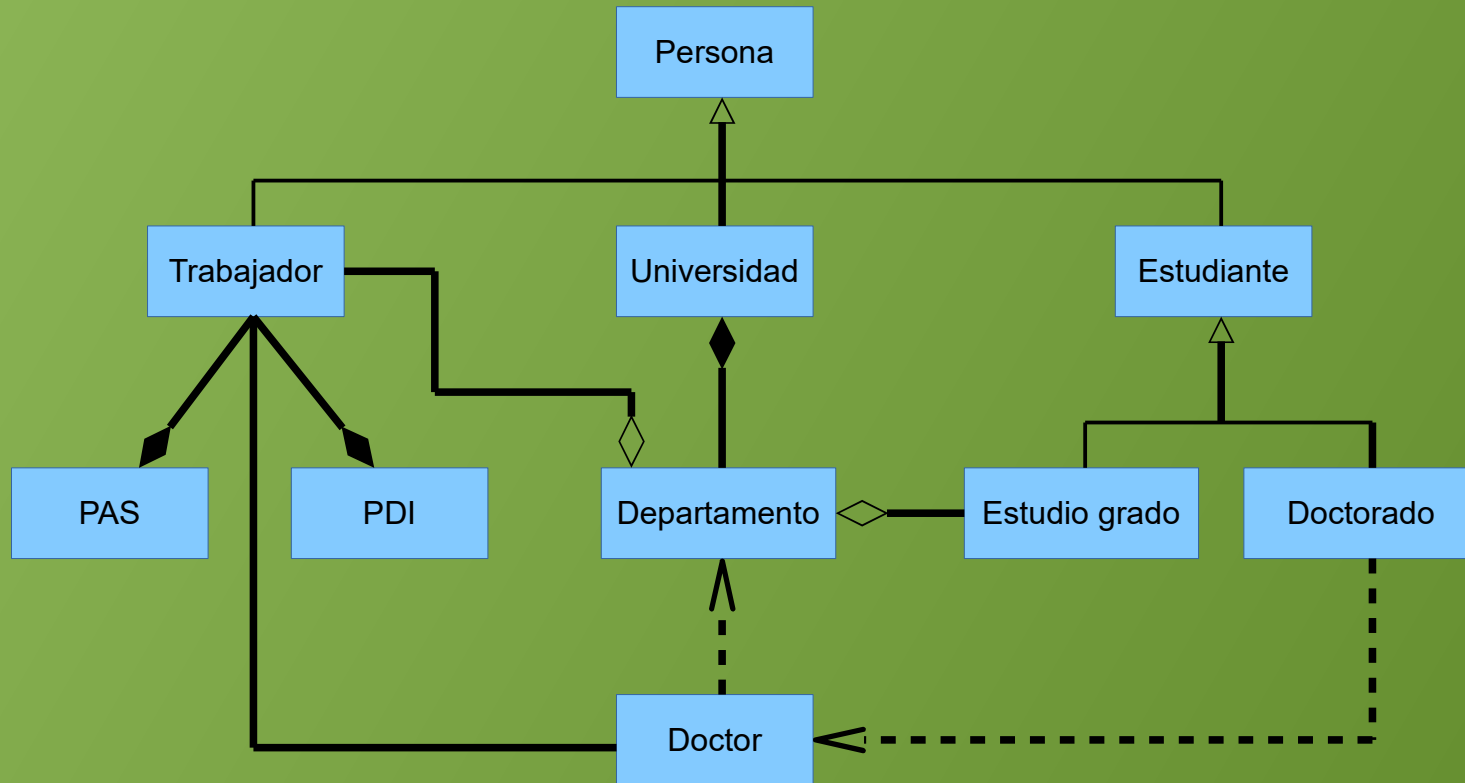 Persona
Trabajador
Universidad
Estudiante
PAS
PDI
Departamento
Estudio grado
Doctorado
Doctor